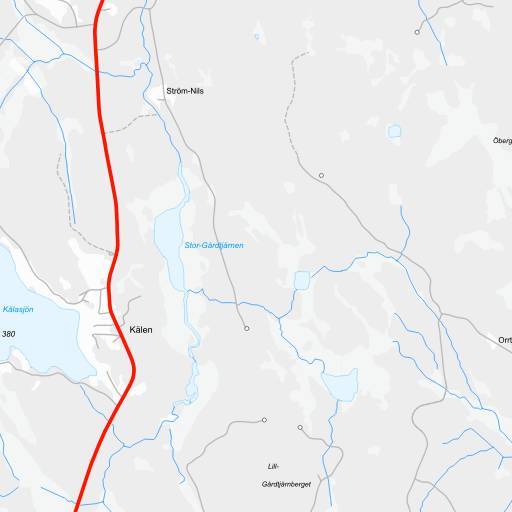 Ström-Nils
Öberg
Stor-Gårdtjärnen
Kälasjön
380
Kälen
Orrt
Lill-
Gårdtjärnberget